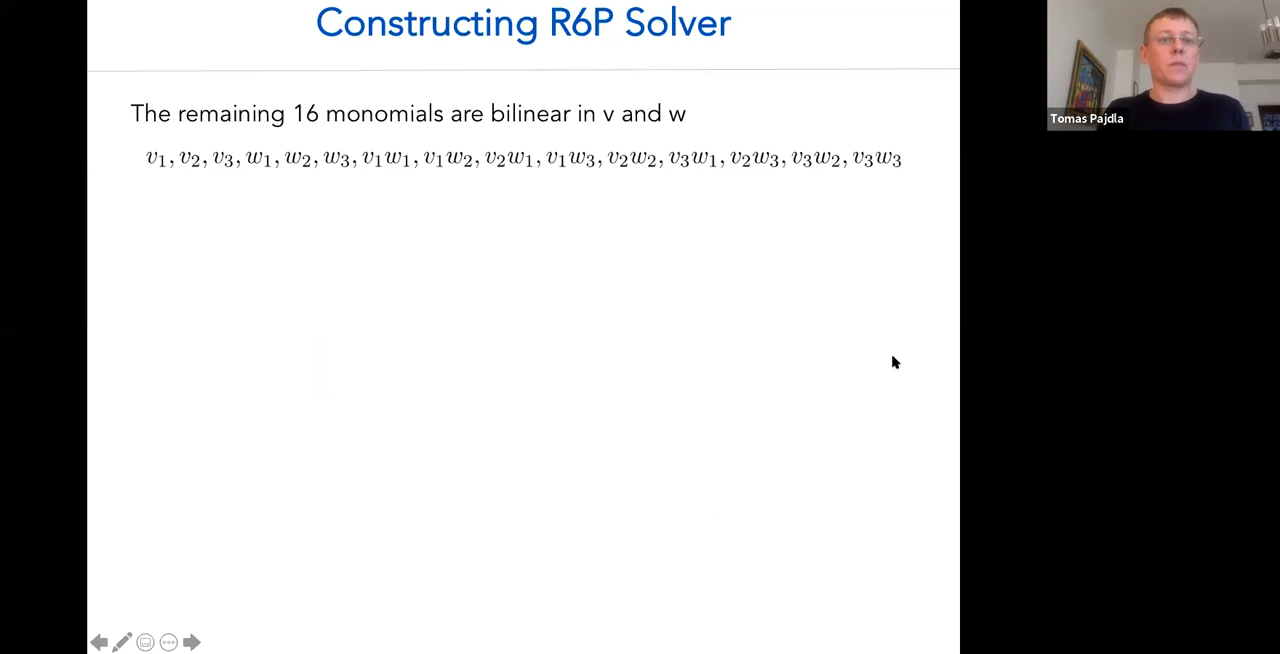 Constructing R6P Solver
The remaining 16 monomials are bilinear in v and w
v₁, v₂, v₃, w₁, w₂, w₃, v₁w₁, v₁w₂, v₂w₁, v₁w₃, v₂w₂, v₃w₁, v₂w₃, v₃w₂, v₃w₃
Tomas Pajdla